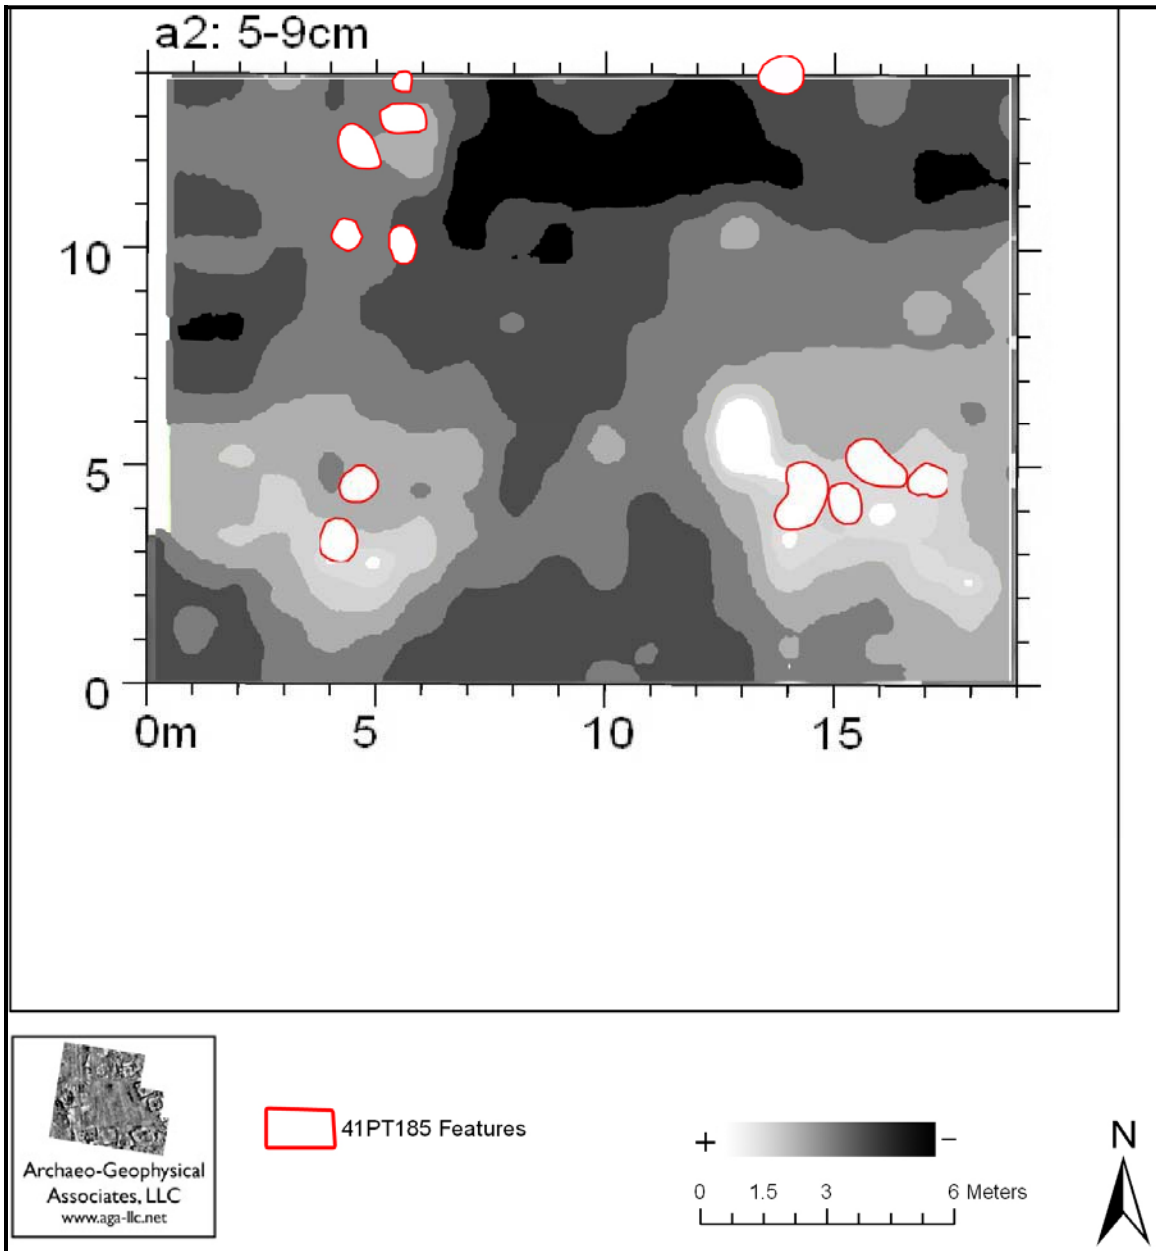 a2: 5-9cm
10
5
0
0m 5 10 15
Archaeo-Geophysical
Associates, LLC
www.aga-llc.net
41PT185 Features
+ –
0 1.5 3 6 Meters
N